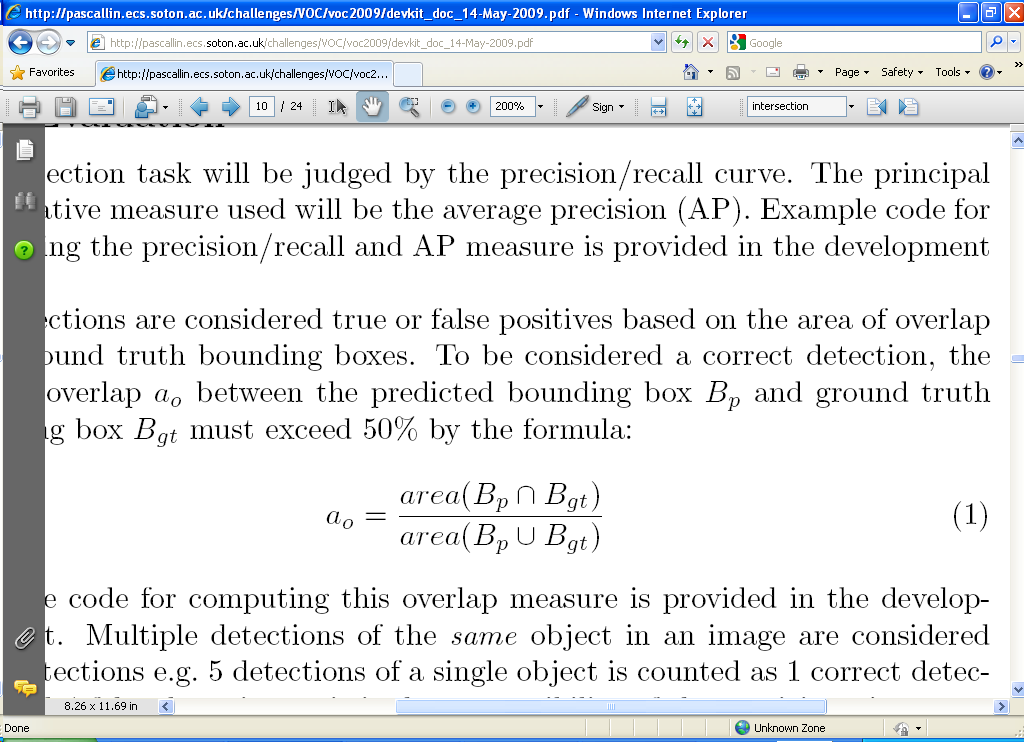 http://pascallin.ecs.soton.ac.uk/challenges/VOC/voc2009/devkit_doc_14-May-2009.pdf - Windows Internet Explorer
http://pascallin.ecs.soton.ac.uk/challenges/VOC/voc2009/devkit_doc_14-May-2009.pdf
Google
Favorites
http://pascallin.ecs.soton.ac.uk/challenges/VOC/voc2...
Page Safety Tools »
10 / 24 200% Sign intersection
Evaluation
ection task will be judged by the precision/recall curve. The principal
ative measure used will be the average precision (AP). Example code for
ing the precision/recall and AP measure is provided in the development
ections are considered true or false positives based on the area of overlap
ound truth bounding boxes. To be considered a correct detection, the
overlap a_o between the predicted bounding box B_p and ground truth
g box B_gt must exceed 50% by the formula:
a_o = area(B_p ∩ B_gt) / area(B_p ∪ B_gt) (1)
e code for computing this overlap measure is provided in the develop-
t. Multiple detections of the same object in an image are considered
tections e.g. 5 detections of a single object is counted as 1 correct detec-
8.26 x 11.69 in
Done Unknown Zone